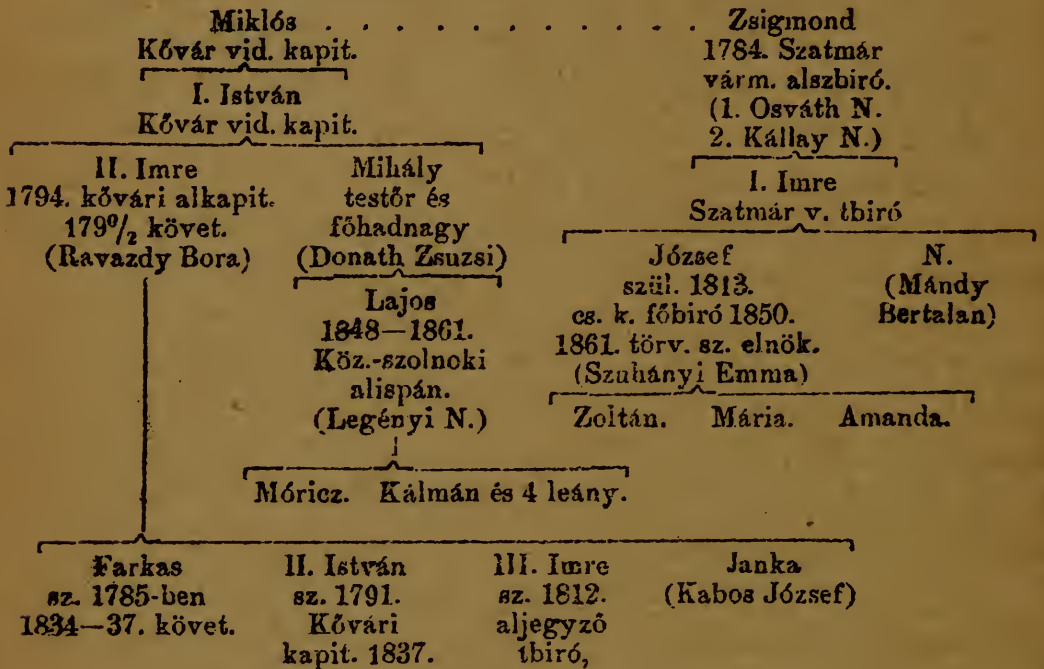 Miklós . . . . . . . . . . . . . Zsigmond
Kővár vid. kapit.
1784. Szatmár
várm. alszbiró.
(1. Osváth N.
2. Kállay N.)
I. István
Kővár vid. kapit.
I. Imre
Szatmár v. tbiró
II. Imre
1794. kővári alkapit.
179⁰/₂ követ.
(Ravazdy Bora)
Mihály
testőr és
főhadnagy
(Donath Zsuzsi)
József
szül. 1813.
cs. k. főbiró 1850.
1861. törv. sz. elnök.
(Szuhányi Emma)
N.
(Mándy
Bertalan)
Lajos
1848—1861.
Köz.-szolnoki
alispán.
(Legényi N.)
Zoltán. Mária. Amanda.
Móricz. Kálmán és 4 leány.
Farkas
sz. 1785-ben
1834—37. követ.
II. István
sz. 1791.
Kővári
kapit. 1837.
III. Imre
sz. 1812.
aljegyző
tbiró,
Janka
(Kabos József)